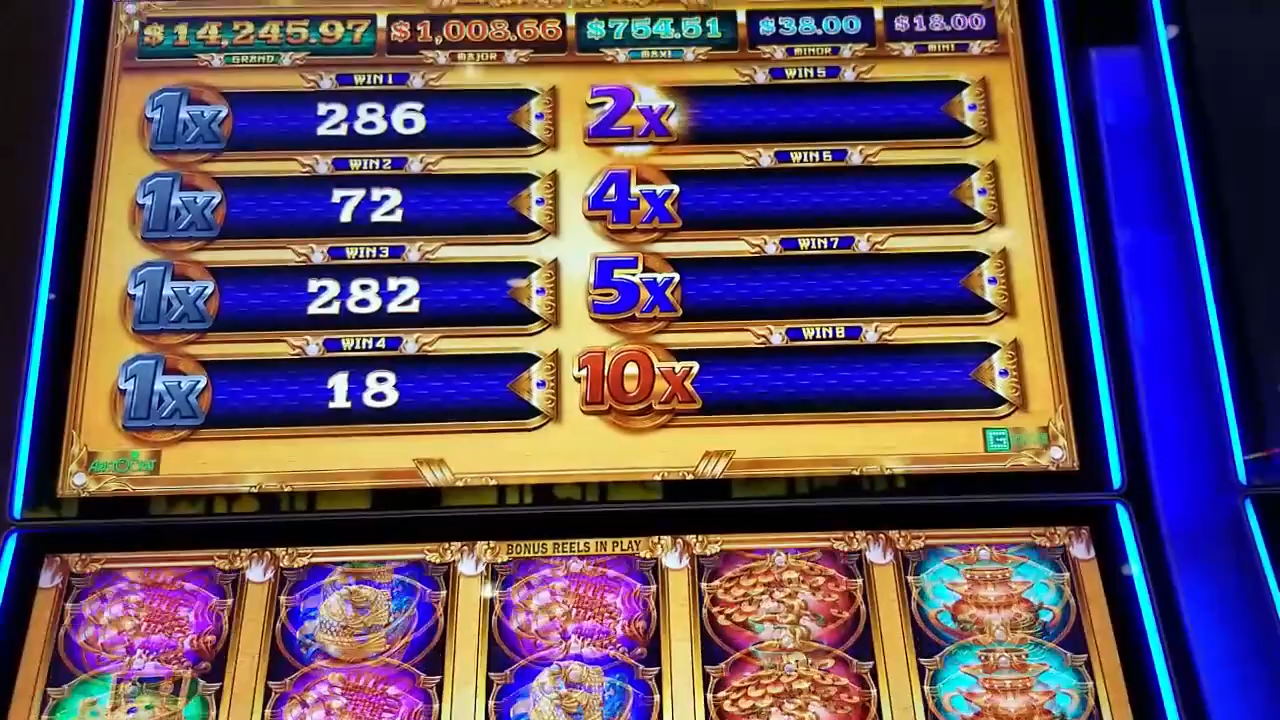 $14,245.97 $1,008.66 $754.51 $38.00 $18.00
GRAND MAJOR MAXI MINOR MINI
WIN 1
1x 286
WIN 2
1x 72
WIN 3
1x 282
WIN 4
1x 18
WIN 5
2x
WIN 6
4x
WIN 7
5x
WIN 8
10x
ARISTOCRAT
BONUS REELS IN PLAY